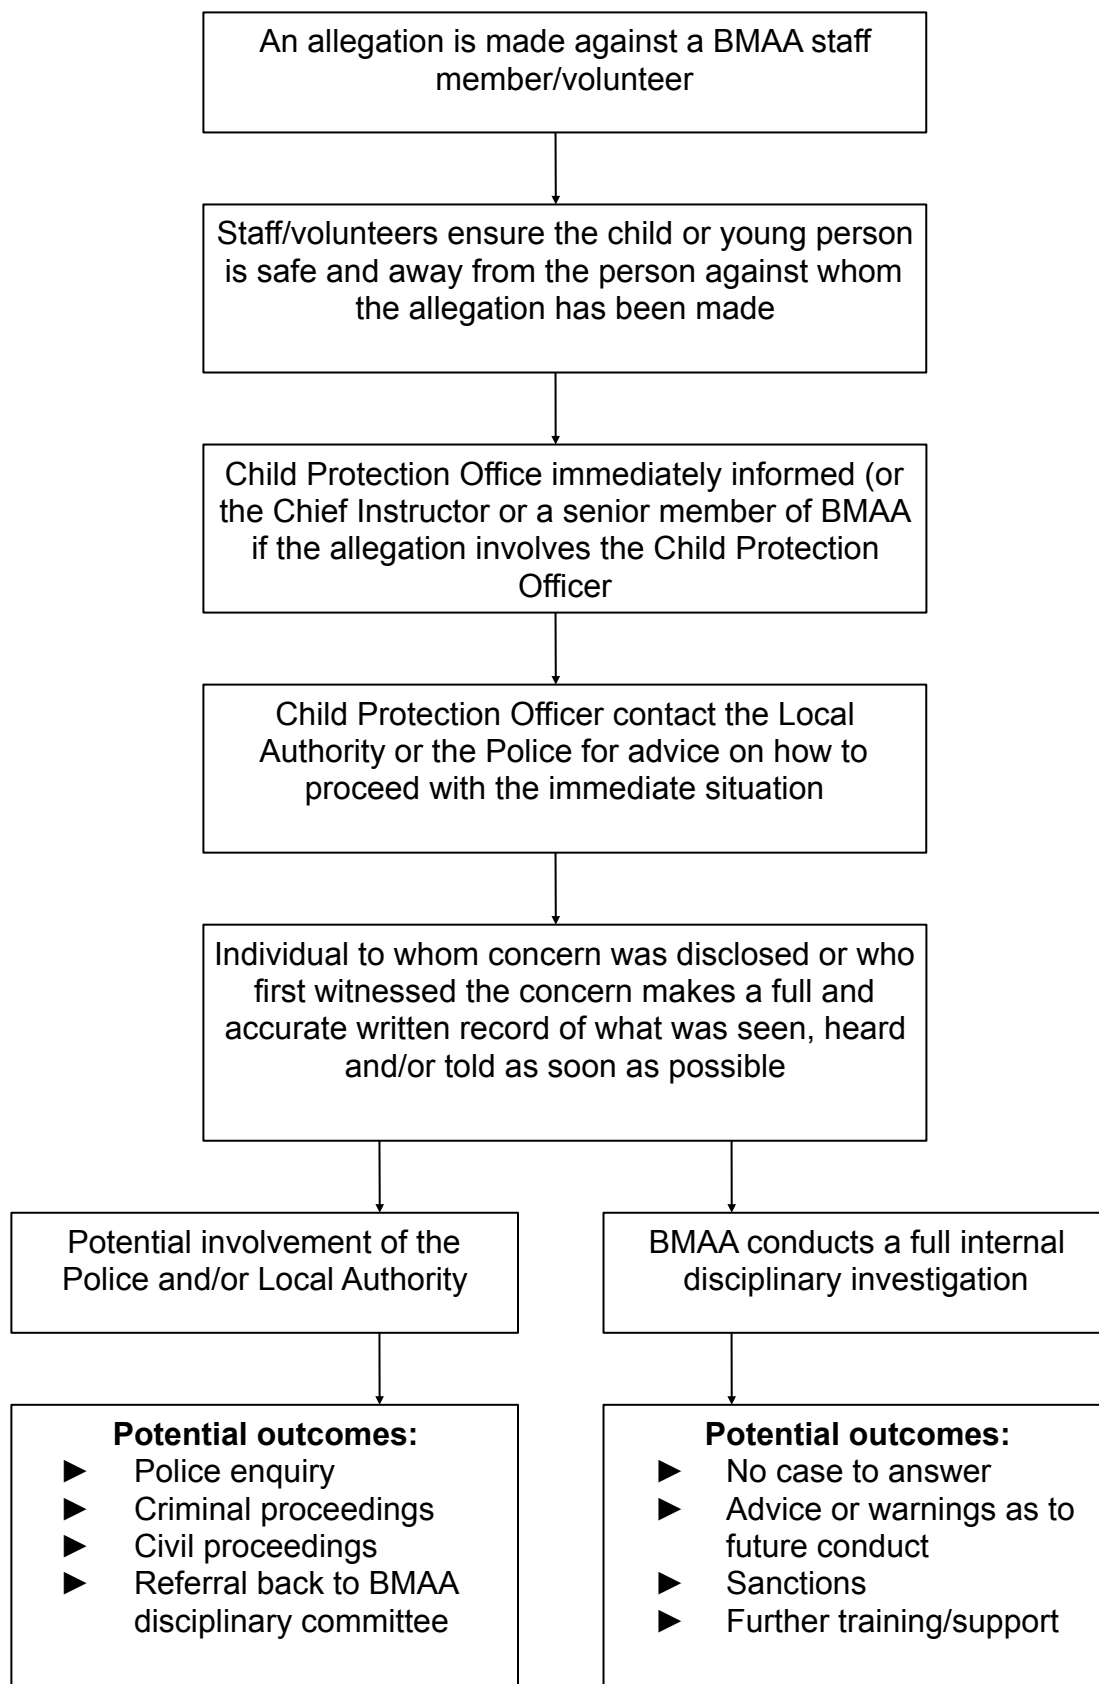 An allegation is made against a BMAA staff
member/volunteer
Staff/volunteers ensure the child or young person
is safe and away from the person against whom
the allegation has been made
Child Protection Office immediately informed (or
the Chief Instructor or a senior member of BMAA
if the allegation involves the Child Protection
Officer
Child Protection Officer contact the Local
Authority or the Police for advice on how to
proceed with the immediate situation
Individual to whom concern was disclosed or who
first witnessed the concern makes a full and
accurate written record of what was seen, heard
and/or told as soon as possible
Potential involvement of the
Police and/or Local Authority
BMAA conducts a full internal
disciplinary investigation
Potential outcomes:
► Police enquiry
► Criminal proceedings
► Civil proceedings
► Referral back to BMAA
disciplinary committee
Potential outcomes:
► No case to answer
► Advice or warnings as to
future conduct
► Sanctions
► Further training/support